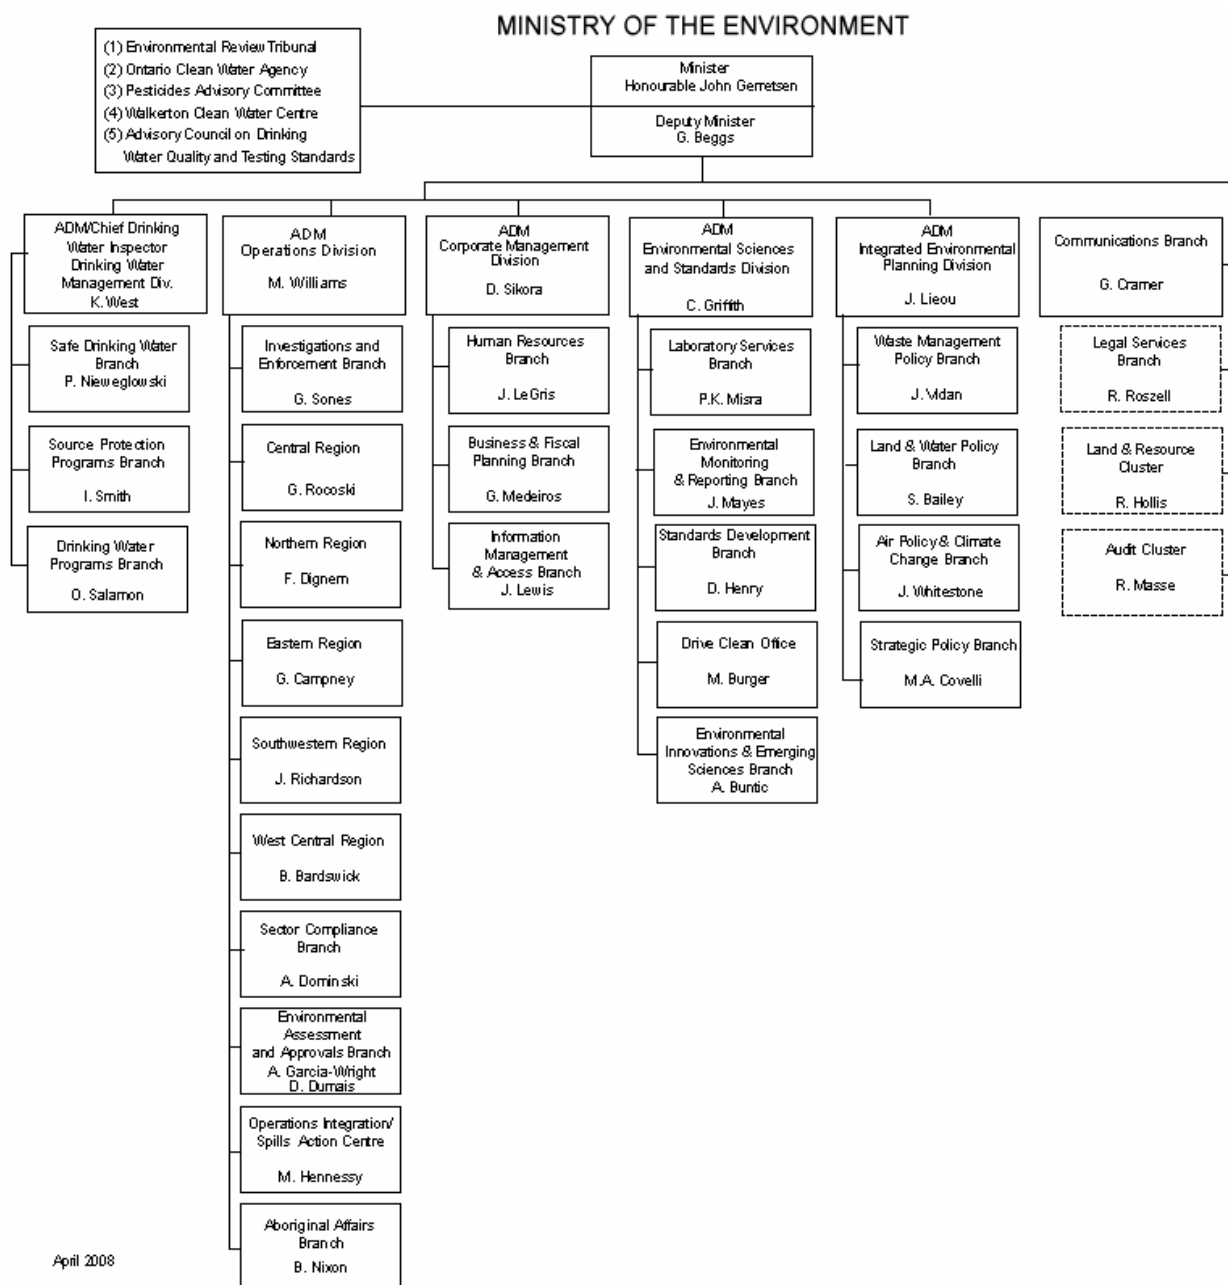 MINISTRY OF THE ENVIRONMENT
(1) Environmental Review Tribunal
(2) Ontario Clean Water Agency
(3) Pesticides Advisory Committee
(4) Walkerton Clean Water Centre
(5) Advisory Council on Drinking
Water Quality and Testing Standards
Minister
Honourable John Gerretsen
Deputy Minister
G. Beggs
ADM/Chief Drinking
Water Inspector
Drinking Water
Management Div.
K. West
Safe Drinking Water
Branch
P. Nieweglowski
Source Protection
Programs Branch
I. Smith
Drinking Water
Programs Branch
O. Salamon
ADM
Operations Division
M. Williams
Investigations and
Enforcement Branch
G. Sones
Central Region
G. Rocoski
Northern Region
F. Dignem
Eastern Region
G. Campney
Southwestern Region
J. Richardson
West Central Region
B. Bardswick
Sector Compliance
Branch
A. Dominski
Environmental
Assessment
and Approvals Branch
A. Garcia-Wright
D. Dumais
Operations Integration/
Spills Action Centre
M. Hennessy
Aboriginal Affairs
Branch
B. Nixon
ADM
Corporate Management
Division
D. Sikora
Human Resources
Branch
J. LeGris
Business & Fiscal
Planning Branch
G. Medeiros
Information
Management
& Access Branch
J. Lewis
ADM
Environmental Sciences
and Standards Division
C. Griffith
Laboratory Services
Branch
P.K. Misra
Environmental
Monitoring
& Reporting Branch
J. Mayes
Standards Development
Branch
D. Henry
Drive Clean Office
M. Burger
Environmental
Innovations & Emerging
Sciences Branch
A. Buntic
ADM
Integrated Environmental
Planning Division
J. Lieou
Waste Management
Policy Branch
J. Vidan
Land & Water Policy
Branch
S. Bailey
Air Policy & Climate
Change Branch
J. Whitestone
Strategic Policy Branch
M.A. Covelli
Communications Branch
G. Cramer
Legal Services
Branch
R. Roszell
Land & Resource
Cluster
R. Hollis
Audit Cluster
R. Masse
April 2008